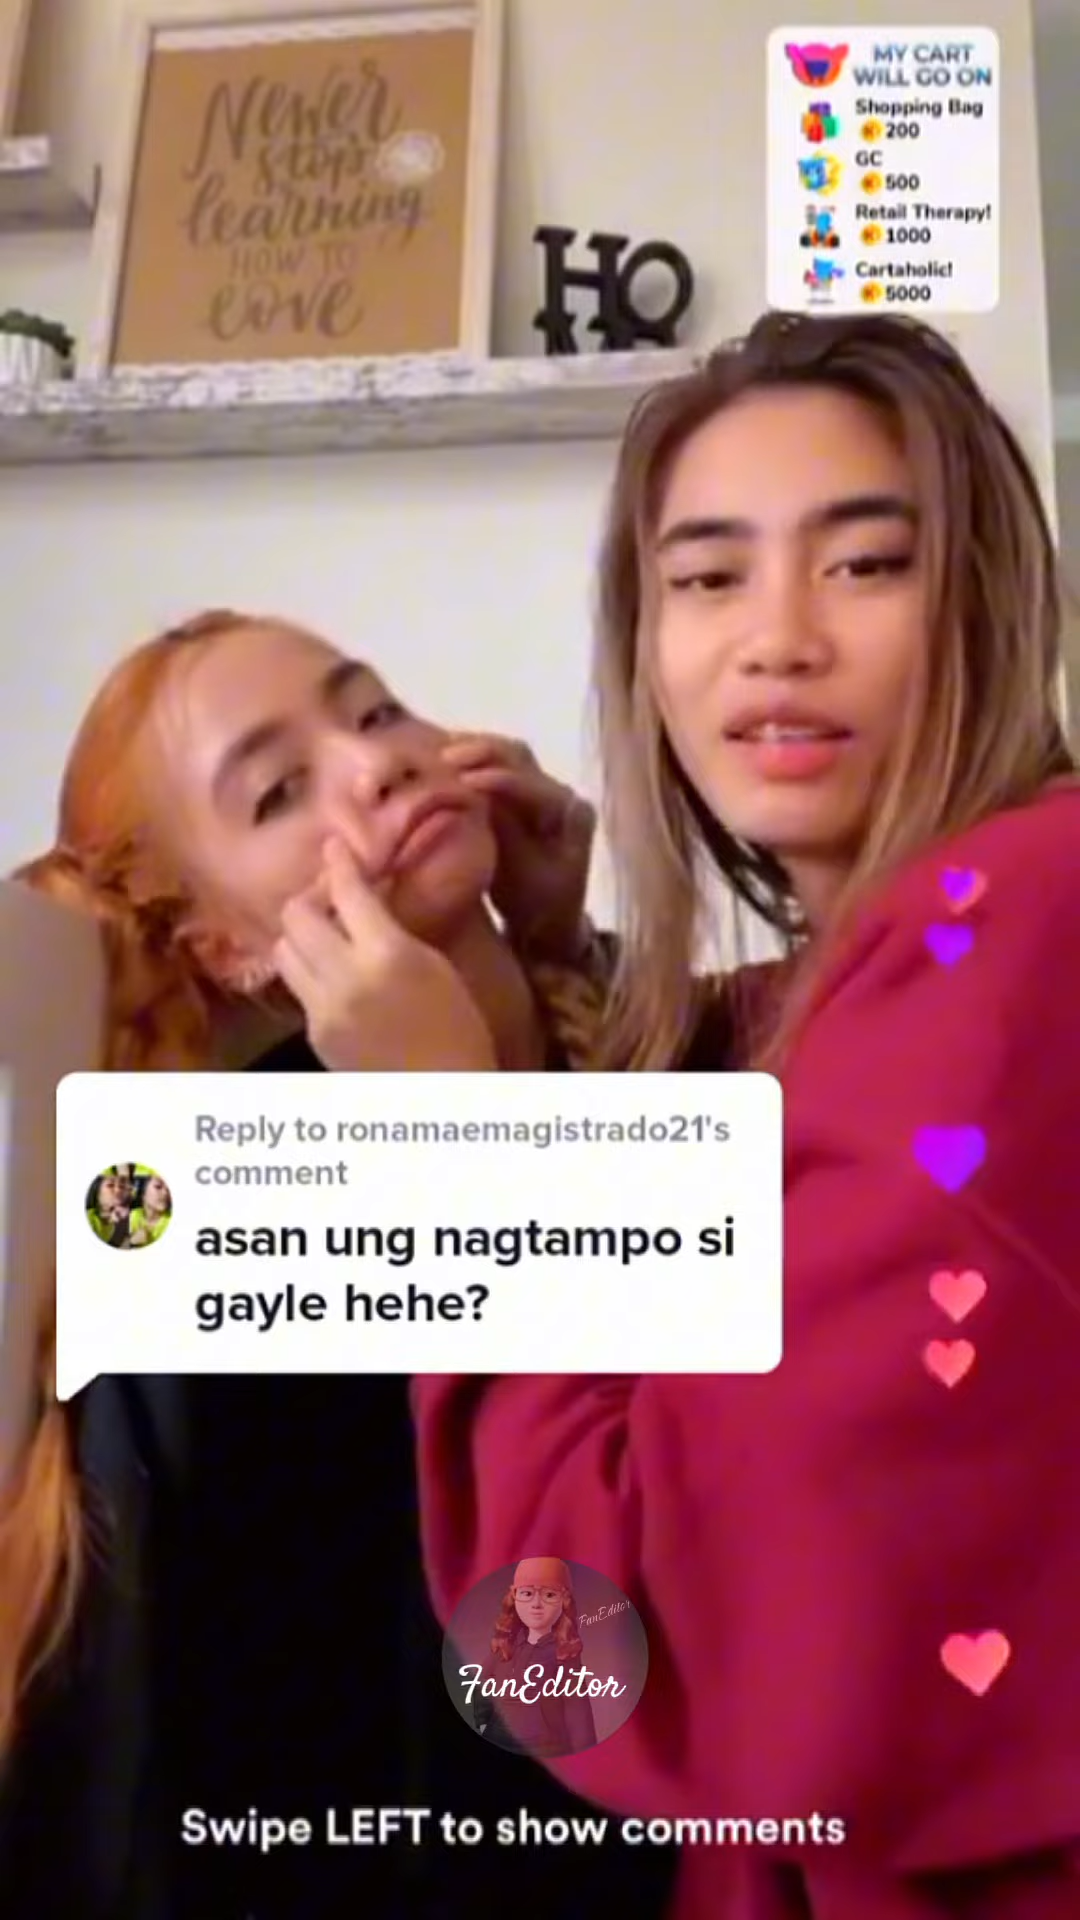 Never
stop
learning
HOW TO
love
HO
ME
MY CART
WILL GO ON
Shopping Bag
200
GC
500
Retail Therapy!
1000
Cartaholic!
5000
Reply to ronamaemagistrado21's
comment
asan ung nagtampo si
gayle hehe?
FanEditor
FanEditor
Swipe LEFT to show comments